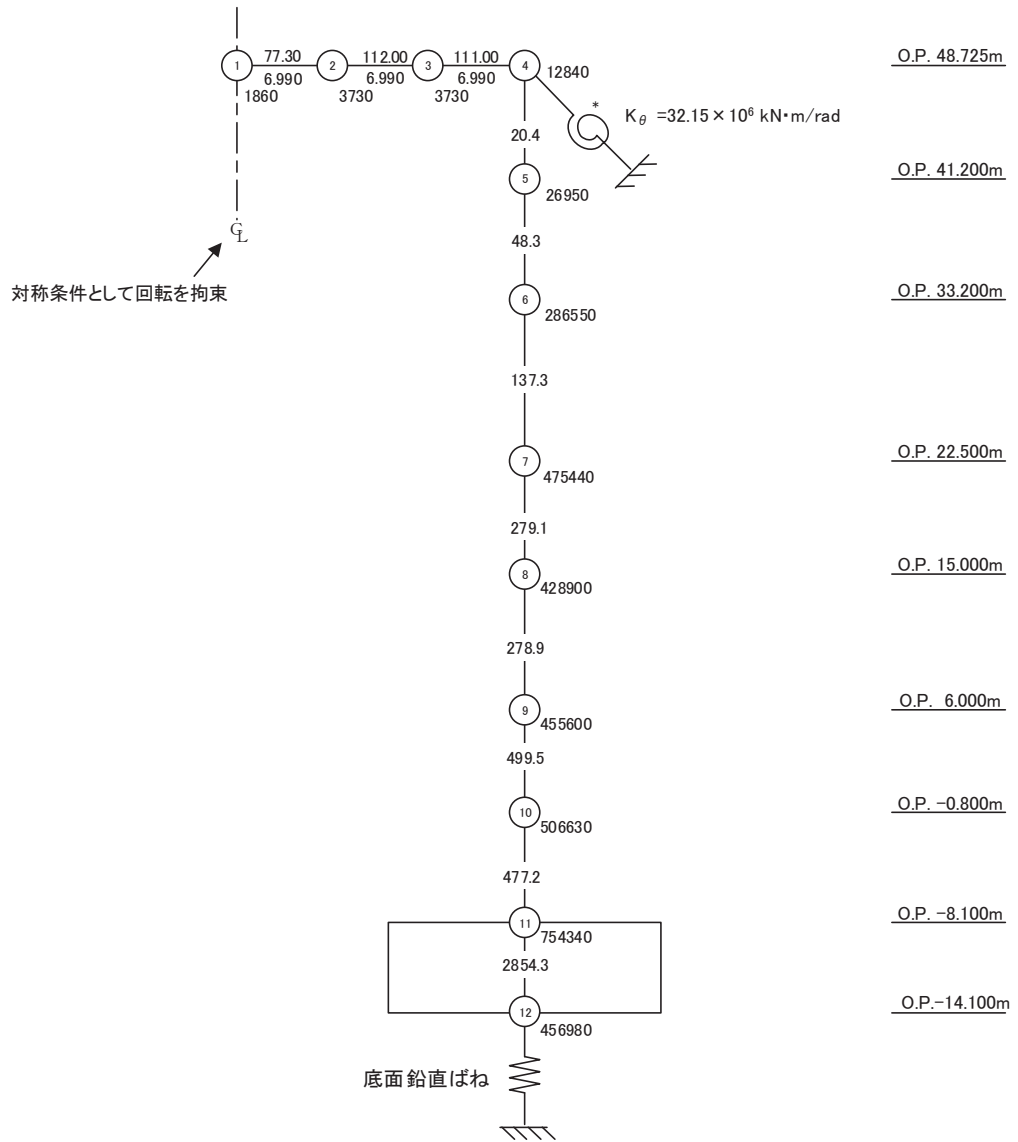 1 77.30 2 112.00 3 111.00 4 12840 O.P. 48.725m
6.990 6.990 6.990
1860 3730 3730
* Kθ =32.15×10⁶ kN・m/rad
20.4
5 26950 O.P. 41.200m
48.3
C̣L
対称条件として回転を拘束
6 286550 O.P. 33.200m
137.3
7 475440 O.P. 22.500m
279.1
8 428900 O.P. 15.000m
278.9
9 455600 O.P. 6.000m
499.5
10 506630 O.P. -0.800m
477.2
11 754340 O.P. -8.100m
2854.3
12 456980 O.P.-14.100m
底面鉛直ばね